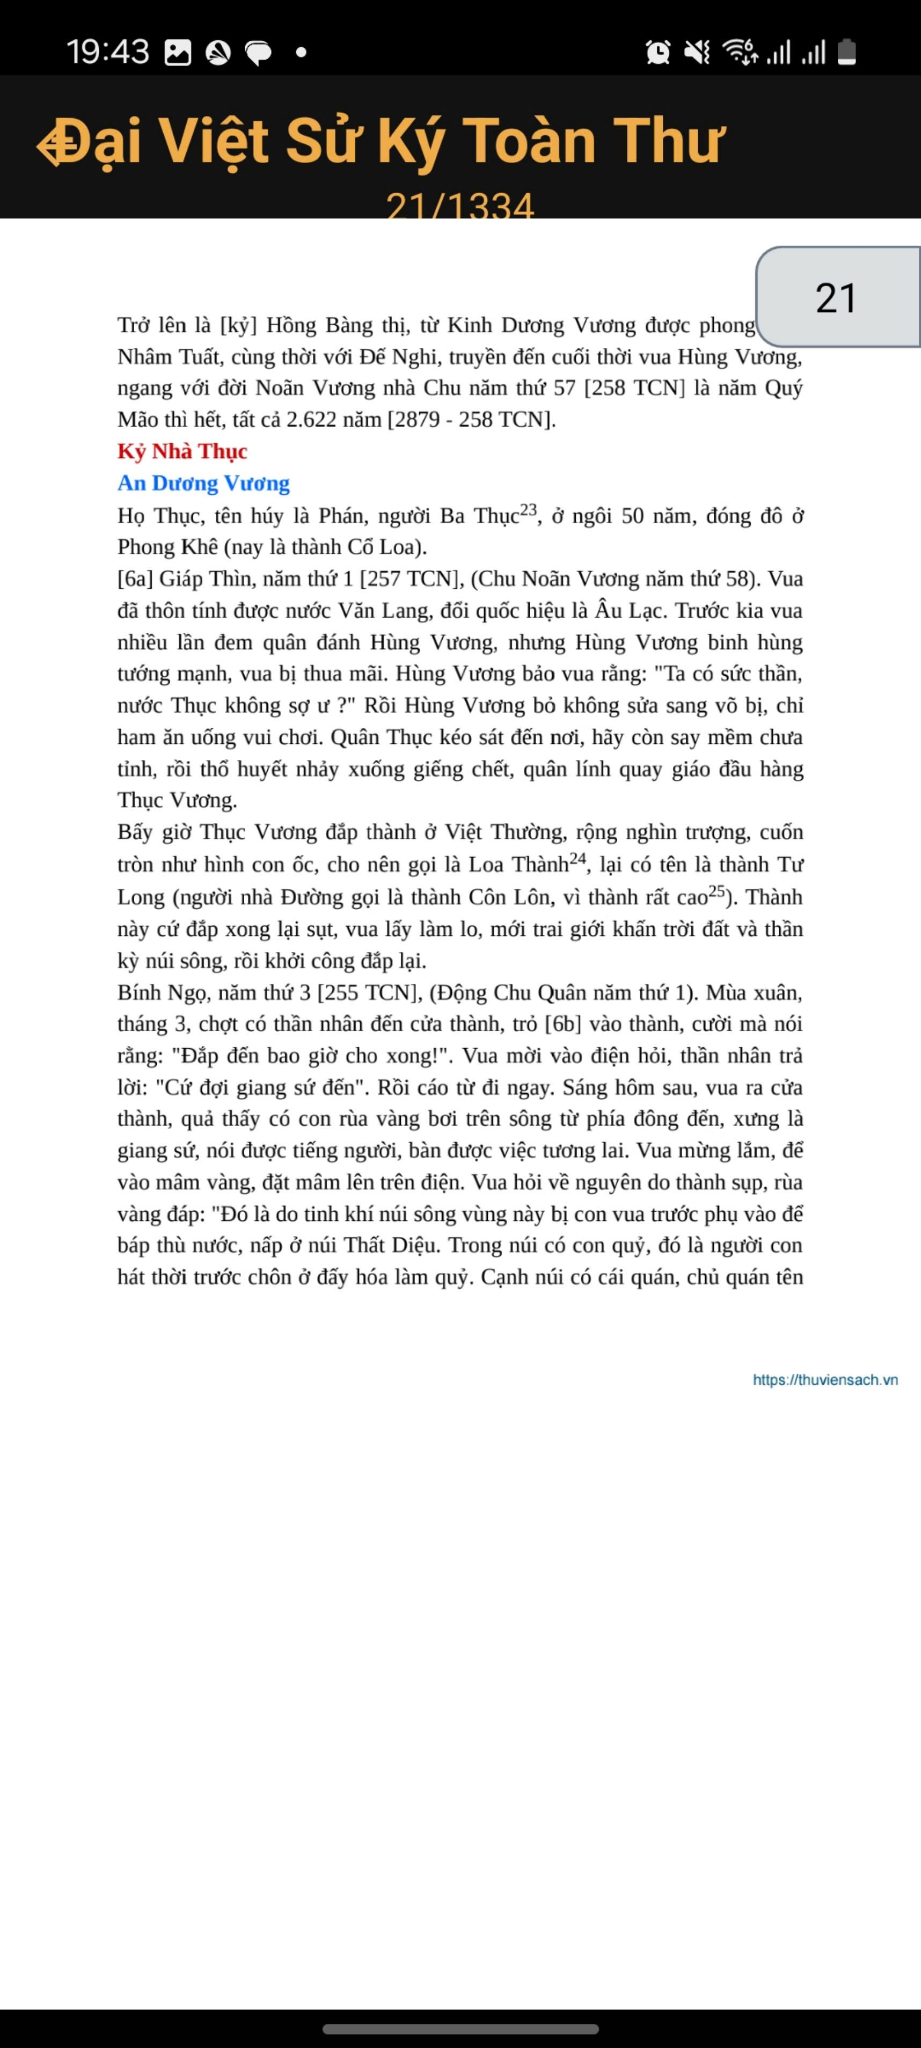 19:43
Đại Việt Sử Ký Toàn Thư
21/1334
21
Trở lên là [kỷ] Hồng Bàng thị, từ Kinh Dương Vương được phong
Nhâm Tuất, cùng thời với Đế Nghi, truyền đến cuối thời vua Hùng Vương,
ngang với đời Noãn Vương nhà Chu năm thứ 57 [258 TCN] là năm Quý
Mão thì hết, tất cả 2.622 năm [2879 - 258 TCN].
Kỷ Nhà Thục
An Dương Vương
Họ Thục, tên húy là Phán, người Ba Thục23, ở ngôi 50 năm, đóng đô ở
Phong Khê (nay là thành Cổ Loa).
[6a] Giáp Thìn, năm thứ 1 [257 TCN], (Chu Noãn Vương năm thứ 58). Vua
đã thôn tính được nước Văn Lang, đổi quốc hiệu là Âu Lạc. Trước kia vua
nhiều lần đem quân đánh Hùng Vương, nhưng Hùng Vương binh hùng
tướng mạnh, vua bị thua mãi. Hùng Vương bảo vua rằng: "Ta có sức thần,
nước Thục không sợ ư ?" Rồi Hùng Vương bỏ không sửa sang võ bị, chỉ
ham ăn uống vui chơi. Quân Thục kéo sát đến nơi, hãy còn say mềm chưa
tỉnh, rồi thổ huyết nhảy xuống giếng chết, quân lính quay giáo đầu hàng
Thục Vương.
Bấy giờ Thục Vương đắp thành ở Việt Thường, rộng nghìn trượng, cuốn
tròn như hình con ốc, cho nên gọi là Loa Thành24, lại có tên là thành Tư
Long (người nhà Đường gọi là thành Côn Lôn, vì thành rất cao25). Thành
này cứ đắp xong lại sụt, vua lấy làm lo, mới trai giới khấn trời đất và thần
kỳ núi sông, rồi khởi công đắp lại.
Bính Ngọ, năm thứ 3 [255 TCN], (Động Chu Quân năm thứ 1). Mùa xuân,
tháng 3, chợt có thần nhân đến cửa thành, trỏ [6b] vào thành, cười mà nói
rằng: "Đắp đến bao giờ cho xong!". Vua mời vào điện hỏi, thần nhân trả
lời: "Cứ đợi giang sứ đến". Rồi cáo từ đi ngay. Sáng hôm sau, vua ra cửa
thành, quả thấy có con rùa vàng bơi trên sông từ phía đông đến, xưng là
giang sứ, nói được tiếng người, bàn được việc tương lai. Vua mừng lắm, để
vào mâm vàng, đặt mâm lên trên điện. Vua hỏi về nguyên do thành sụp, rùa
vàng đáp: "Đó là do tinh khí núi sông vùng này bị con vua trước phụ vào để
báp thù nước, nấp ở núi Thất Diệu. Trong núi có con quỷ, đó là người con
hát thời trước chôn ở đấy hóa làm quỷ. Cạnh núi có cái quán, chủ quán tên
https://thuviensach.vn